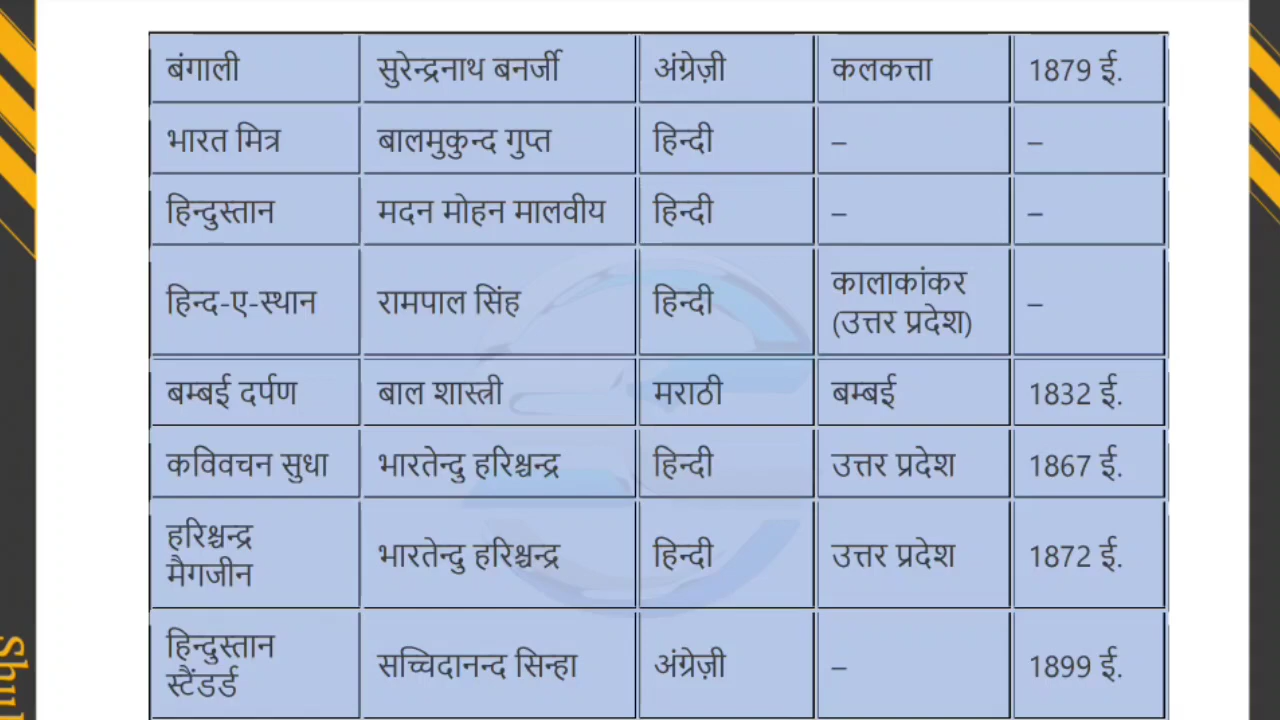 बंगाली सुरेन्द्रनाथ बनर्जी अंग्रेज़ी कलकत्ता 1879 ई.
भारत मित्र बालमुकुन्द गुप्त हिन्दी – –
हिन्दुस्तान मदन मोहन मालवीय हिन्दी – –
हिन्द-ए-स्थान रामपाल सिंह हिन्दी कालाकांकर (उत्तर प्रदेश) –
बम्बई दर्पण बाल शास्त्री मराठी बम्बई 1832 ई.
कविवचन सुधा भारतेन्दु हरिश्चन्द्र हिन्दी उत्तर प्रदेश 1867 ई.
हरिश्चन्द्र मैगजीन भारतेन्दु हरिश्चन्द्र हिन्दी उत्तर प्रदेश 1872 ई.
हिन्दुस्तान स्टैंडर्ड सच्चिदानन्द सिन्हा अंग्रेज़ी – 1899 ई.